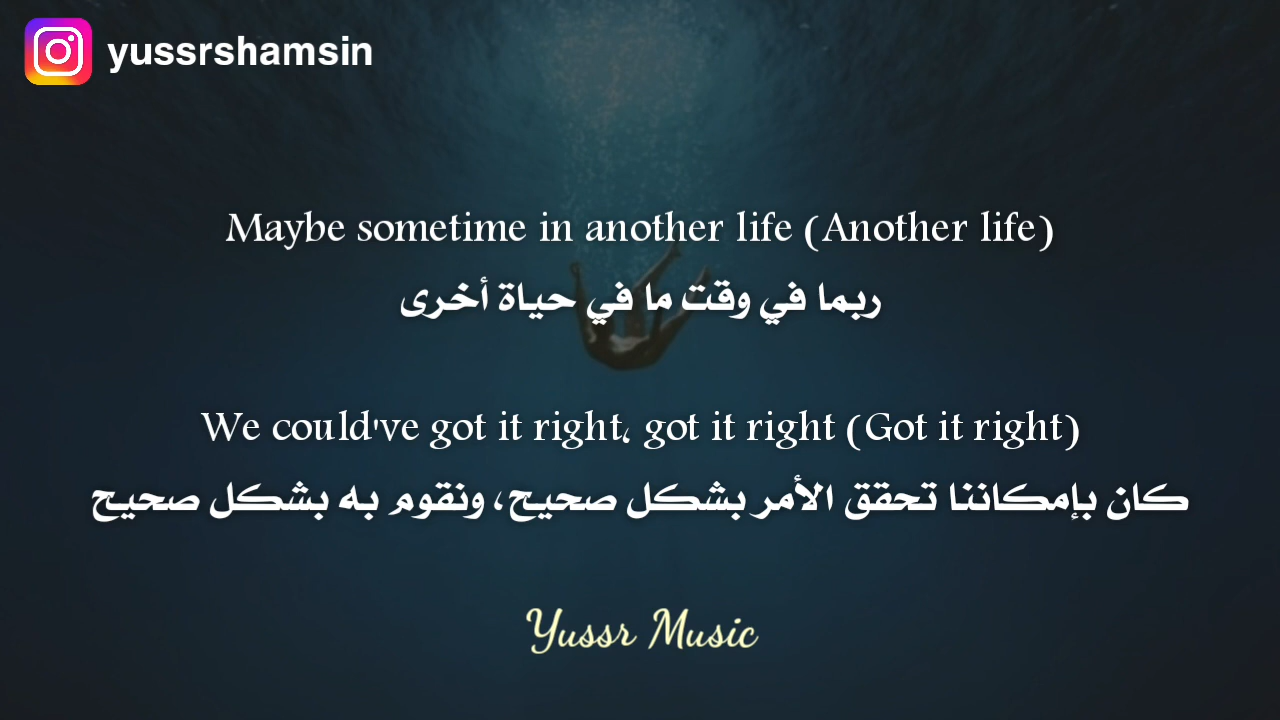 yussrshamsin
Maybe sometime in another life (Another life)
ربما في وقت ما في حياة أخرى
We could've got it right، got it right (Got it right)
كان بإمكاننا تحقق الأمر بشكل صحيح، ونقوم به بشكل صحيح
Yussr Music